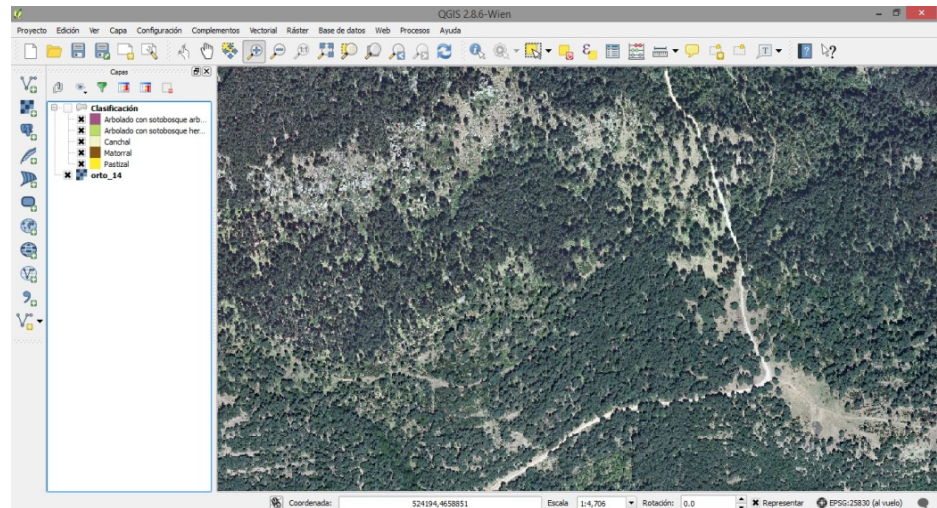 QGIS 2.8.6-Wien
Proyecto Edición Ver Capa Configuración Complementos Vectorial Ráster Base de datos Web Procesos Ayuda
Capas
Clasificación
Arbolado con sotobosque arb...
Arbolado con sotobosque her...
Canchal
Matorral
Pastizal
orto_14
Coordenada: 524194,4658851 Escala 1:4,706 Rotación: 0.0 Representar EPSG:25830 (al vuelo)